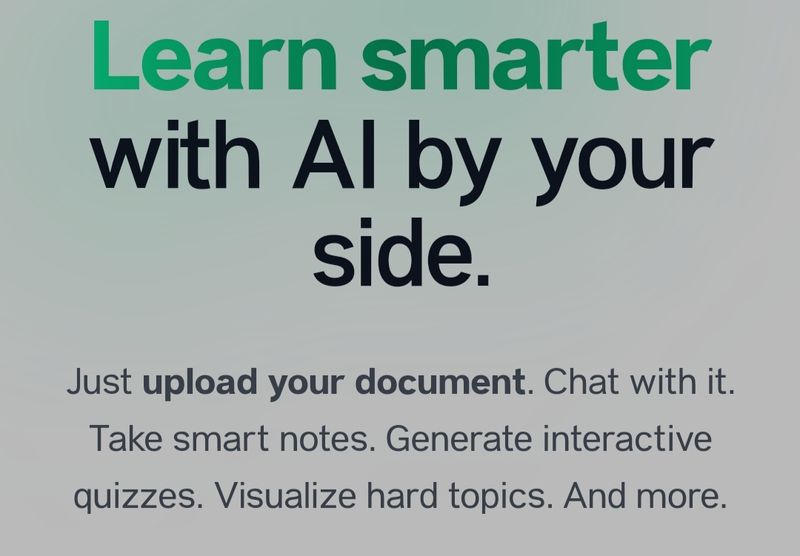 Learn smarter
with AI by your
side.
Just upload your document. Chat with it.
Take smart notes. Generate interactive
quizzes. Visualize hard topics. And more.